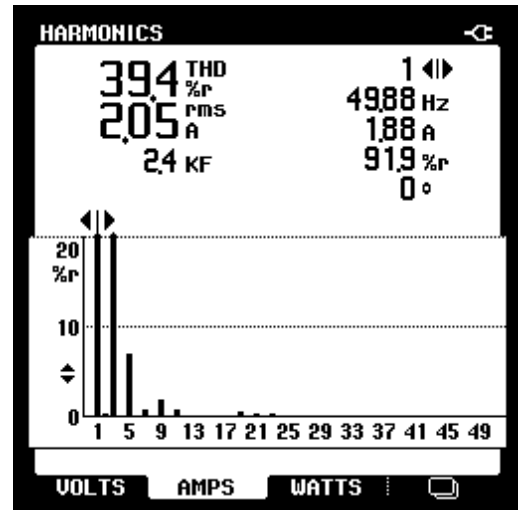 HARMONICS
39.4 THD %r
2.05 rms A
2.4 KF
1
49.88 Hz
1.88 A
91.9 %r
0 °
20
%r
10
0
1 5 9 13 17 21 25 29 33 37 41 45 49
VOLTS AMPS WATTS